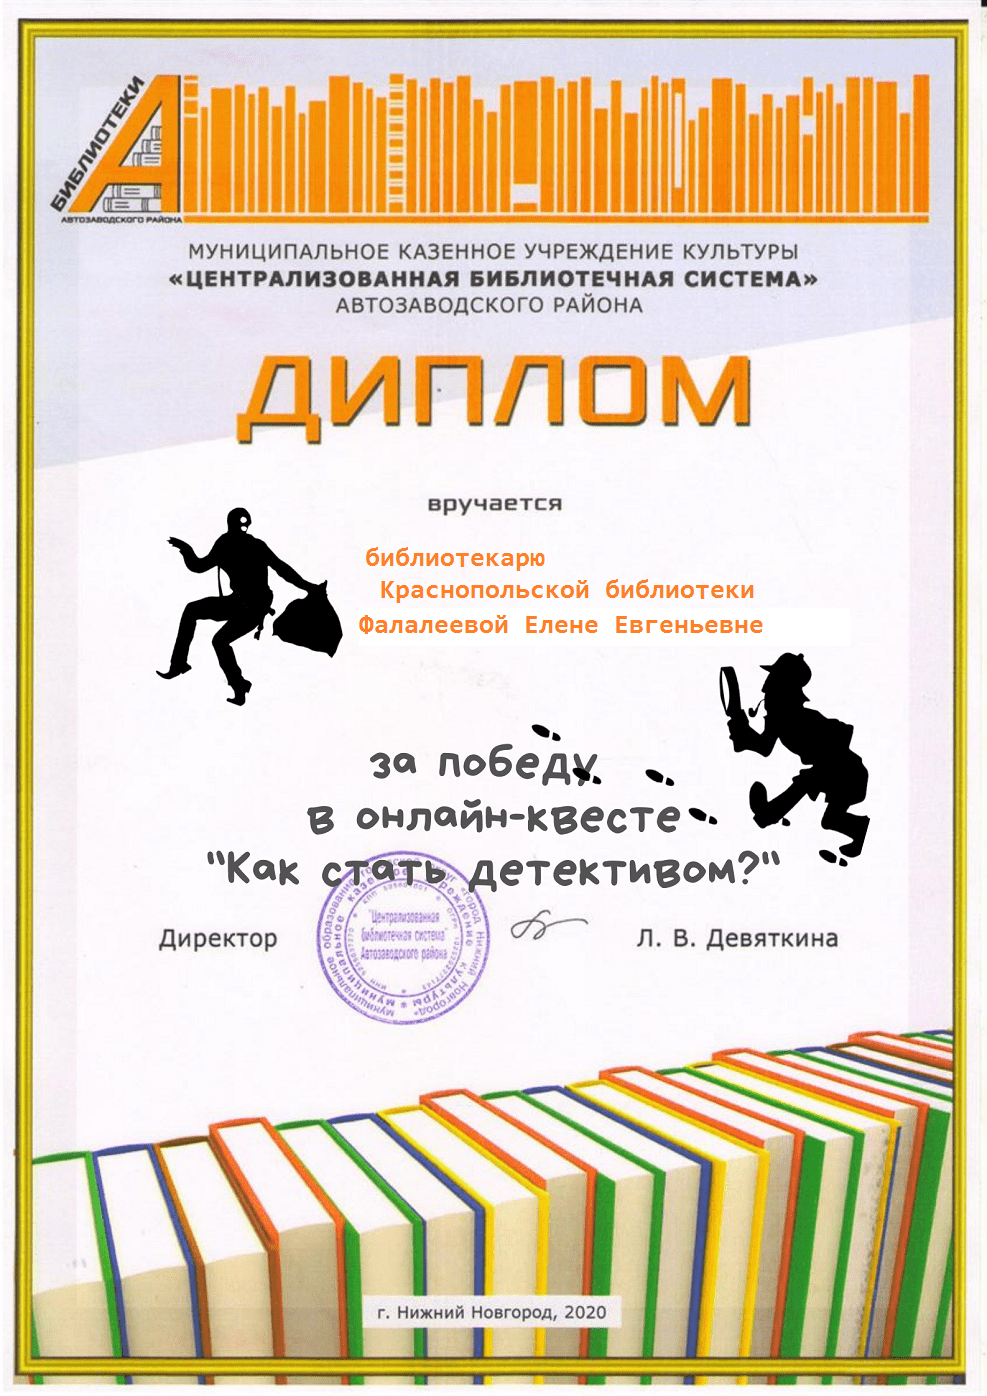 БИБЛИОТЕКИ
АВТОЗАВОДСКОГО РАЙОНА
МУНИЦИПАЛЬНОЕ КАЗЕННОЕ УЧРЕЖДЕНИЕ КУЛЬТУРЫ
«ЦЕНТРАЛИЗОВАННАЯ БИБЛИОТЕЧНАЯ СИСТЕМА»
АВТОЗАВОДСКОГО РАЙОНА
ДИПЛОМ
вручается
библиотекарю
Краснопольской библиотеки
Фалалеевой Елене Евгеньевне
за победу
в онлайн-квесте
"Как стать детективом?"
Директор
Л. В. Девяткина
"Централизованная
библиотечная система"
Автозаводского района
г. Нижний Новгород, 2020